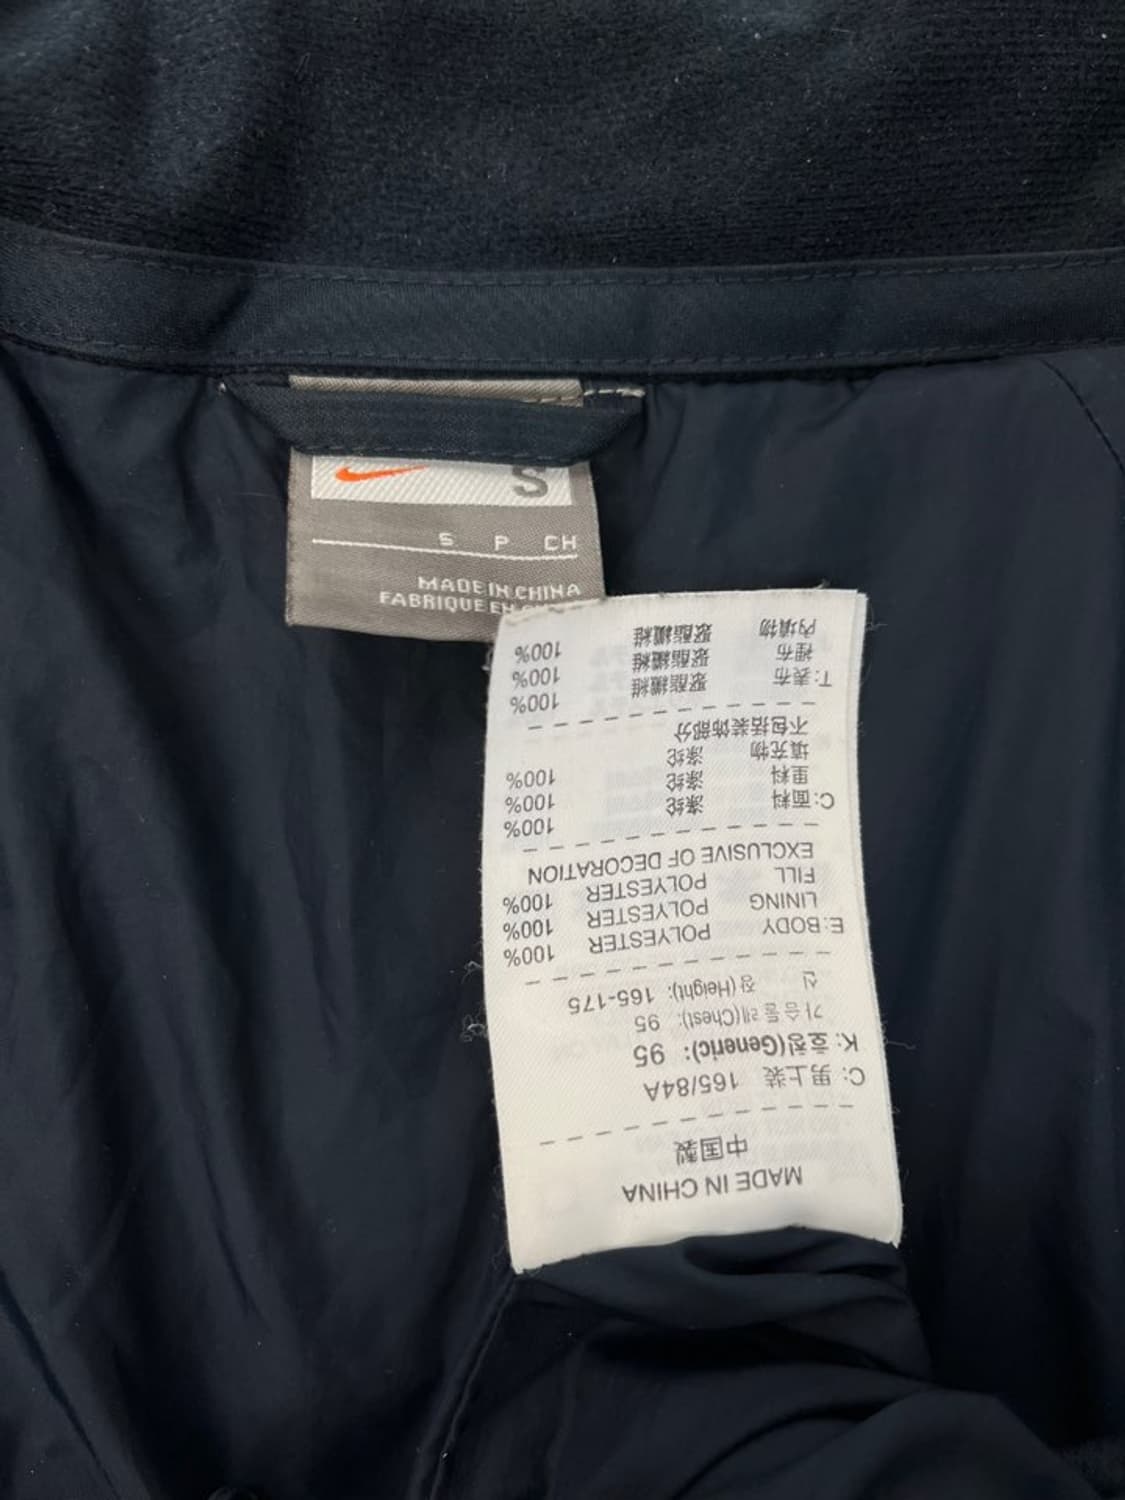 S
S P CH
MADE IN CHINA
FABRIQUE EN
MADE IN CHINA
中国製
C: 男上装 165/84A
K: 호칭(Generic): 95
가슴둘레(Chest): 95
신 장(Height): 165-175
E:BODY POLYESTER 100%
LINING POLYESTER 100%
FILL POLYESTER 100%
EXCLUSIVE OF DECORATION
C:面料 涤纶 100%
里料 涤纶 100%
填充物 涤纶 100%
不包括装饰部分
T:表布 聚酯纖維 100%
裡布 聚酯纖維 100%
內填物 聚酯纖維 100%